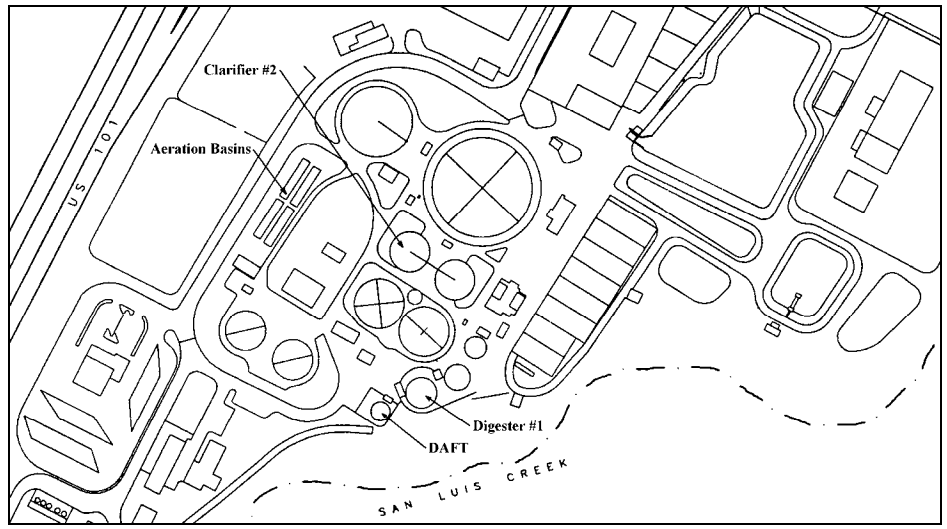 Clarifier #2
Aeration Basins
US 101
Digester #1
DAFT
SAN LUIS CREEK